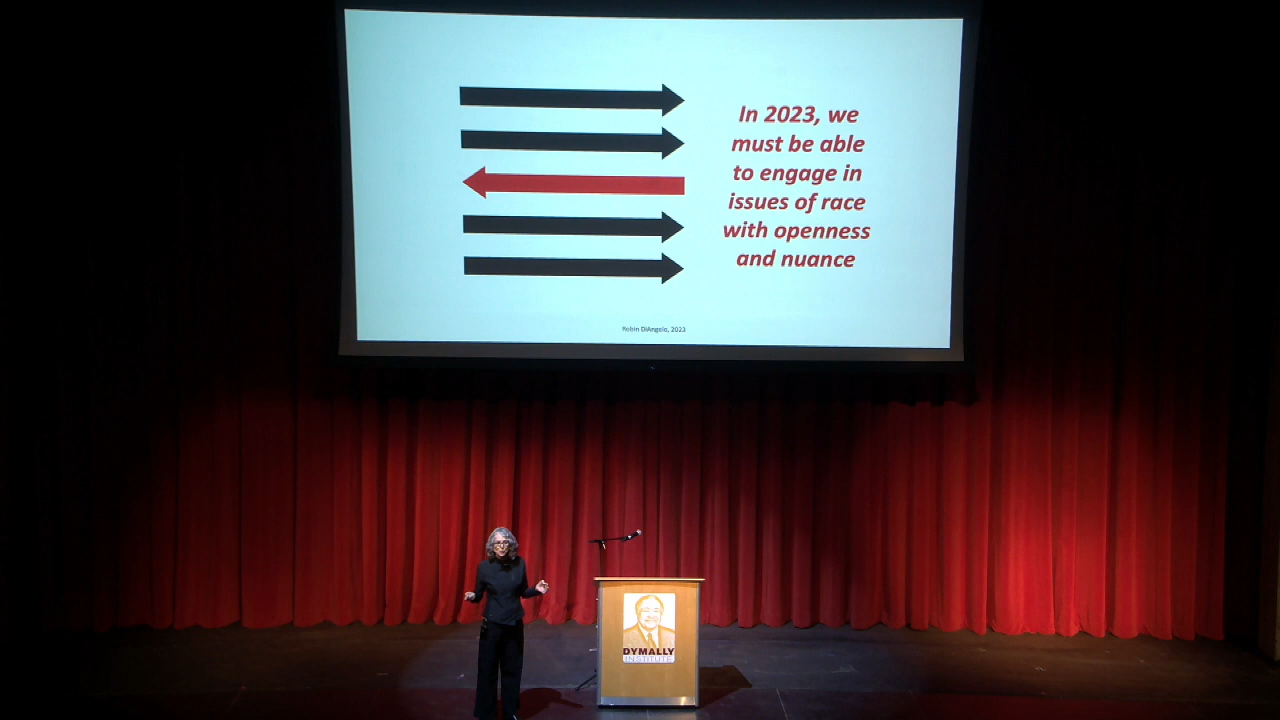 In 2023, we
must be able
to engage in
issues of race
with openness
and nuance
Robin DiAngelo, 2023
DYMALLY
INSTITUTE